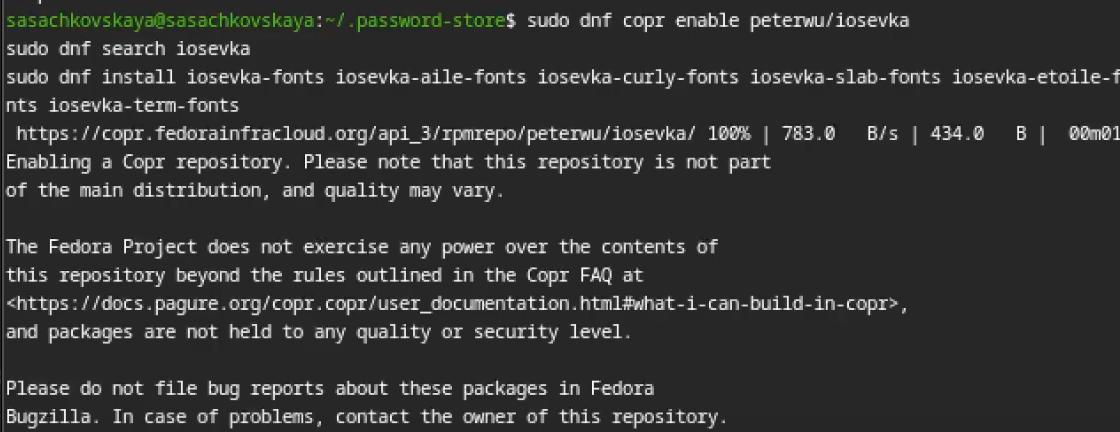 sasachkovskaya@sasachkovskaya:~/.password-store$ sudo dnf copr enable peterwu/iosevka
sudo dnf search iosevka
sudo dnf install iosevka-fonts iosevka-aile-fonts iosevka-curly-fonts iosevka-slab-fonts iosevka-etoile-f
nts iosevka-term-fonts
https://copr.fedorainfracloud.org/api_3/rpmrepo/peterwu/iosevka/ 100% | 783.0   B/s | 434.0   B |  00m01
Enabling a Copr repository. Please note that this repository is not part
of the main distribution, and quality may vary.

The Fedora Project does not exercise any power over the contents of
this repository beyond the rules outlined in the Copr FAQ at
<https://docs.pagure.org/copr.copr/user_documentation.html#what-i-can-build-in-copr>,
and packages are not held to any quality or security level.

Please do not file bug reports about these packages in Fedora
Bugzilla. In case of problems, contact the owner of this repository.